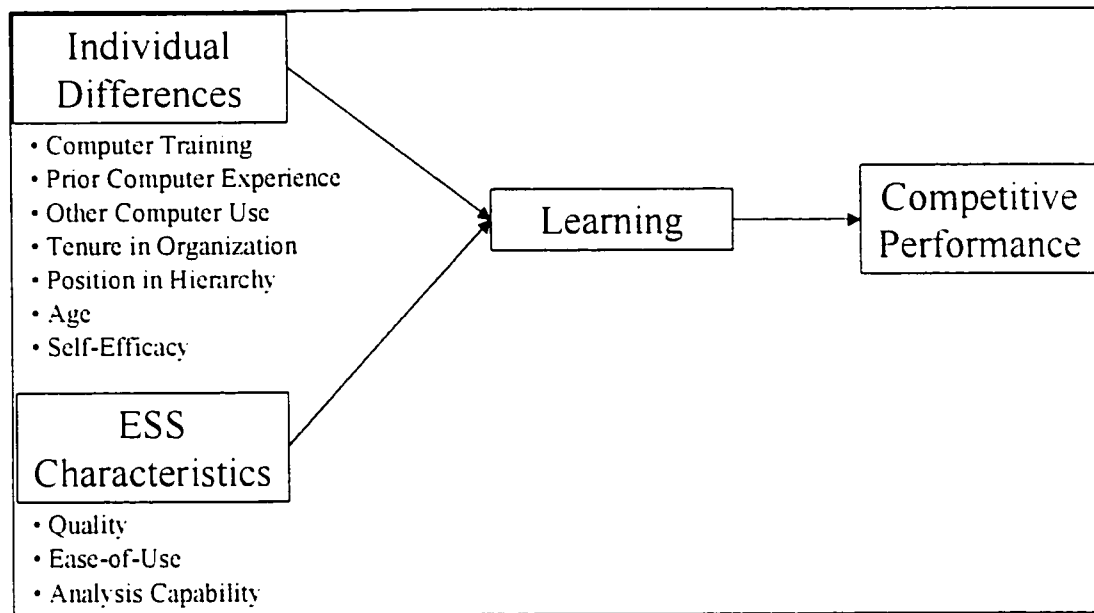 Individual
Differences
• Computer Training
• Prior Computer Experience
• Other Computer Use
• Tenure in Organization
• Position in Hierarchy
• Age
• Self-Efficacy
ESS
Characteristics
• Quality
• Ease-of-Use
• Analysis Capability
Learning
Competitive
Performance